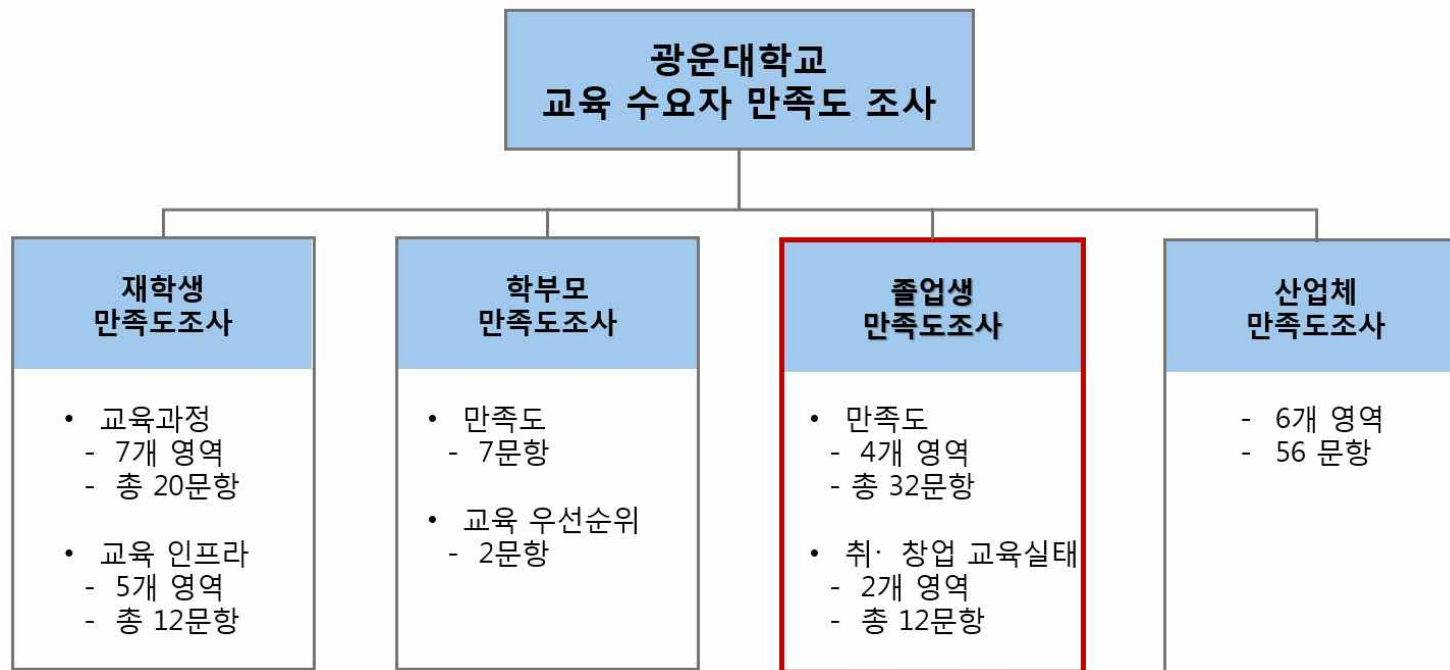 광운대학교
교육 수요자 만족도 조사
재학생
만족도조사
• 교육과정
- 7개 영역
- 총 20문항
• 교육 인프라
- 5개 영역
- 총 12문항
학부모
만족도조사
• 만족도
- 7문항
• 교육 우선순위
- 2문항
졸업생
만족도조사
• 만족도
- 4개 영역
- 총 32문항
• 취· 창업 교육실태
- 2개 영역
- 총 12문항
산업체
만족도조사
- 6개 영역
- 56 문항